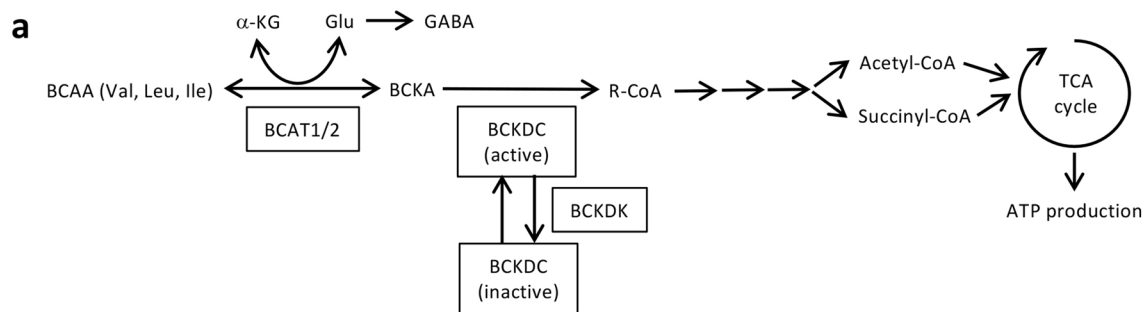 a
α-KG
Glu
GABA
BCAA (Val, Leu, Ile)
BCKA
R-CoA
Acetyl-CoA
Succinyl-CoA
TCA
cycle
BCAT1/2
BCKDC
(active)
BCKDK
ATP production
BCKDC
(inactive)